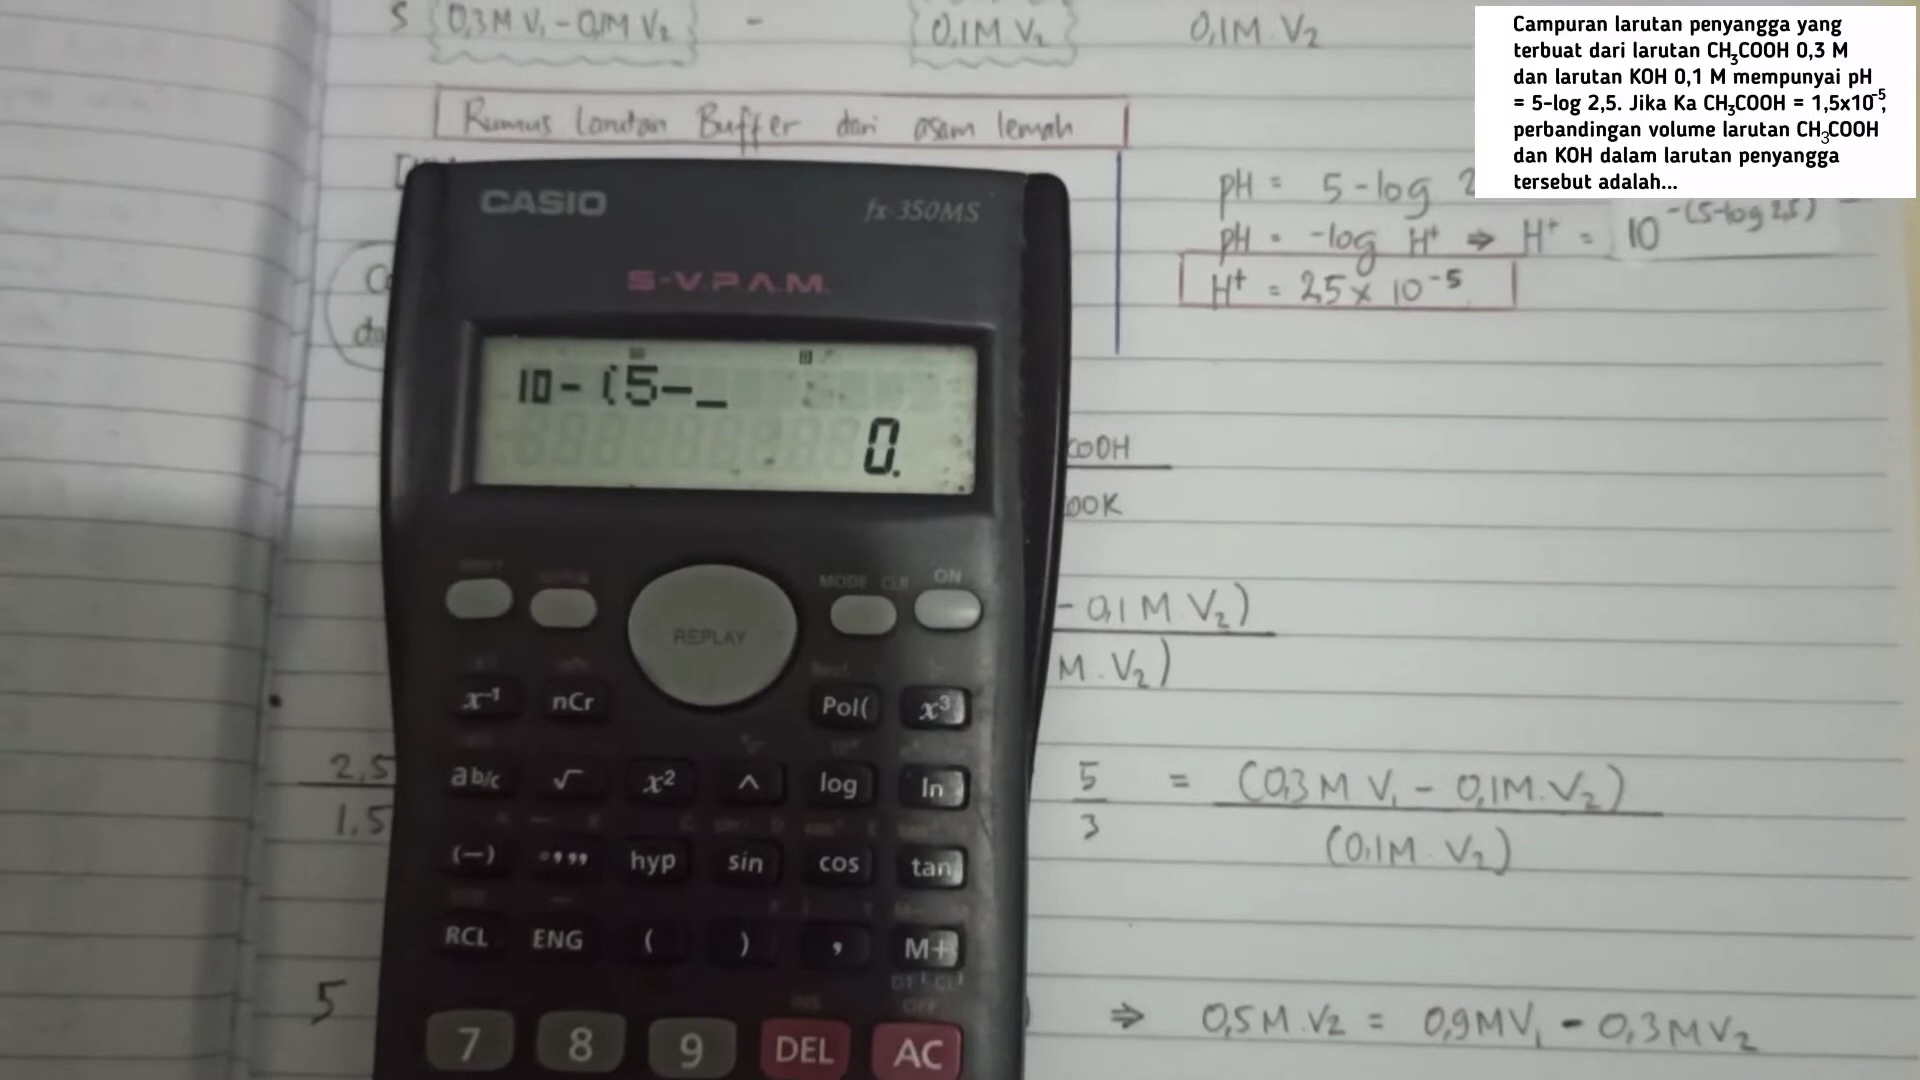 S 0,3M V₁ - 0,1M V₂ - 0,1M V₂ 0,1M V₂
Campuran larutan penyangga yang
terbuat dari larutan CH₃COOH 0,3 M
dan larutan KOH 0,1 M mempunyai pH
= 5-log 2,5. Jika Ka CH₃COOH = 1,5x10⁻⁵,
perbandingan volume larutan CH₃COOH
dan KOH dalam larutan penyangga
tersebut adalah...
Rumus larutan Buffer dari asam lemah
pH = 5-log 2
pH = -log H⁺ ⇒ H⁺ = 10^-(5-log 2,5)
H⁺ = 2,5 x 10⁻⁵
CASIO fx-350MS
S-V.P.A.M.
10-(5-_
0.
COOH
OOK
MODE CLR ON
REPLAY
- 0,1 M V₂)
M. V₂)
x⁻¹ nCr Pol( x³
ab/c √ x² ^ log ln
(−) °,,, hyp sin cos tan
RCL ENG ( ) , M+
7 8 9 DEL AC
2,5
1,5
5/3 = (0,3 M V₁ - 0,1M. V₂)
(0,1M. V₂)
5 ⇒ 0,5M.V₂ = 0,9MV₁ - 0,3MV₂